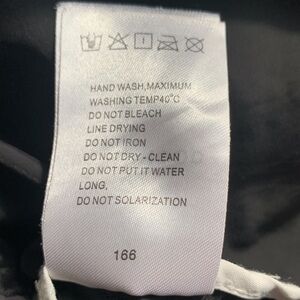 HAND WASH,MAXIMUM
WASHING TEMP40°C
DO NOT BLEACH
LINE DRYING
DO NOT IRON
DO NOT DRY - CLEAN
DO NOT PUT IT WATER
LONG,
DO NOT SOLARIZATION
166